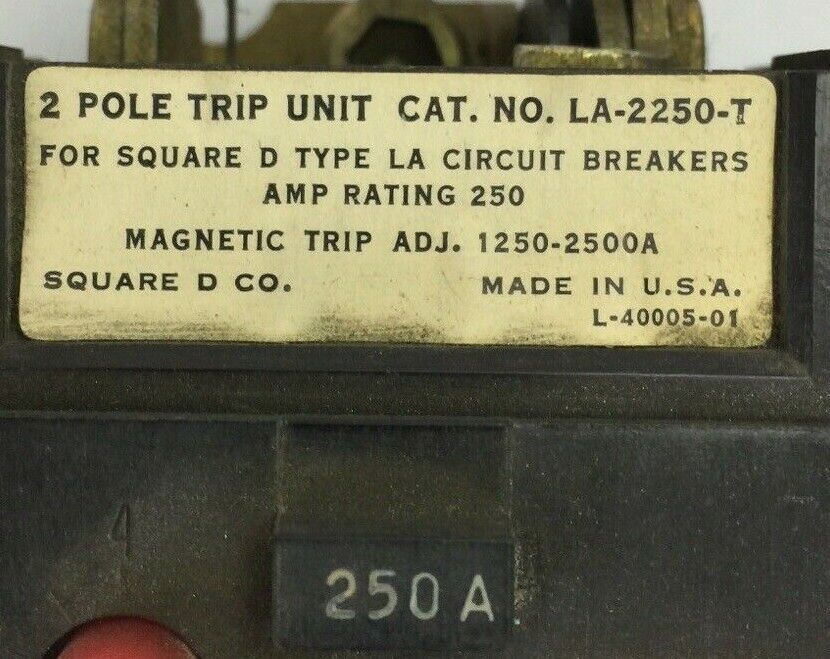 2 POLE TRIP UNIT CAT. NO. LA-2250-T
FOR SQUARE D TYPE LA CIRCUIT BREAKERS
AMP RATING 250
MAGNETIC TRIP ADJ. 1250-2500A
SQUARE D CO. MADE IN U.S.A.
L-40005-01
4
250 A